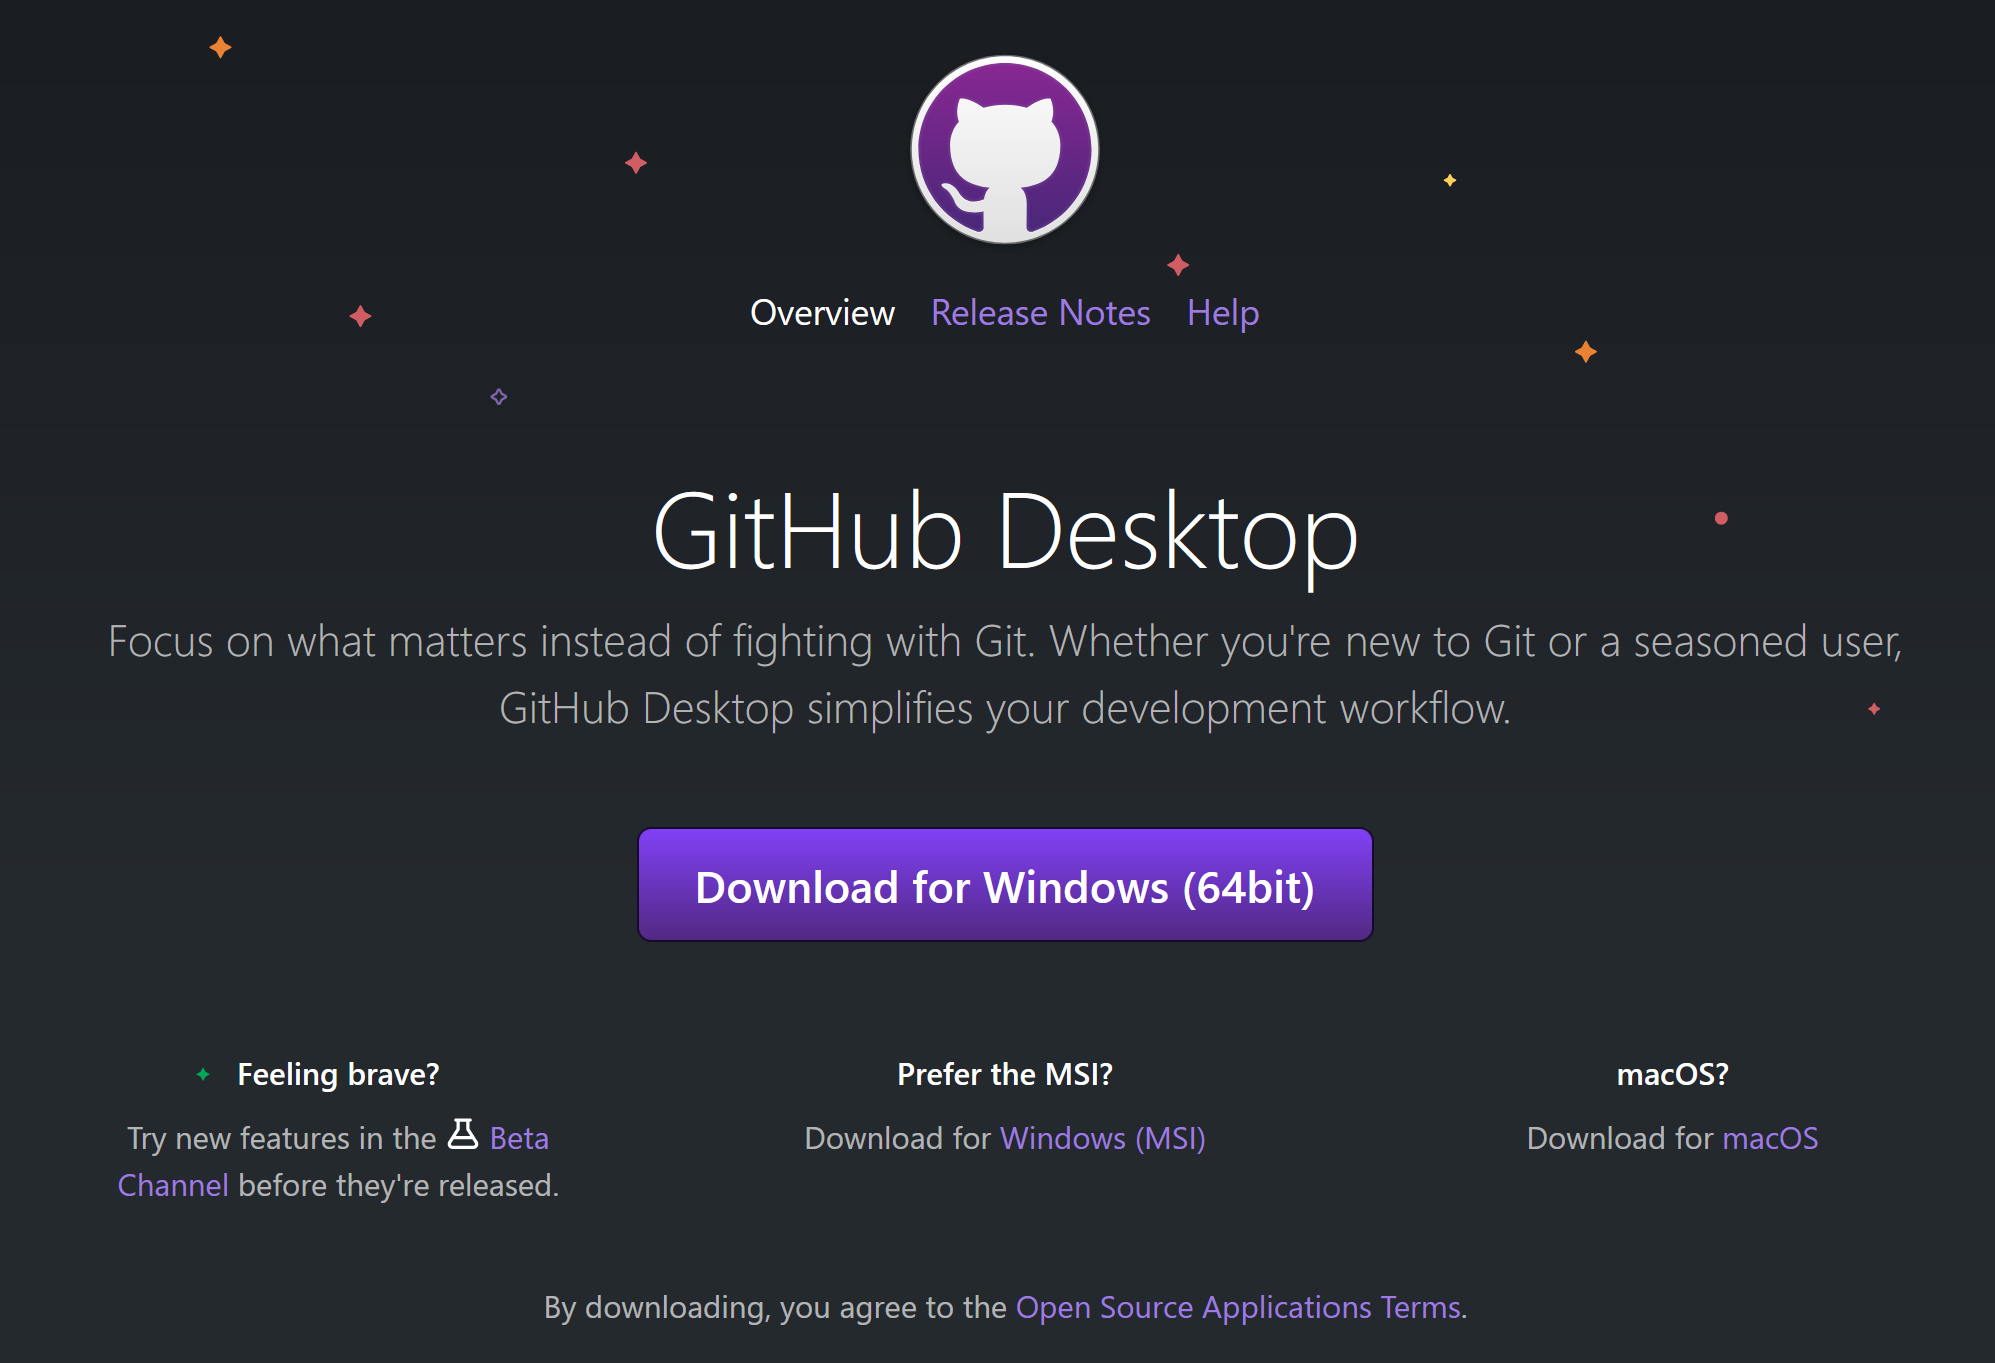 Overview Release Notes Help
GitHub Desktop
Focus on what matters instead of fighting with Git. Whether you're new to Git or a seasoned user,
GitHub Desktop simplifies your development workflow.
Download for Windows (64bit)
Feeling brave?
Try new features in the Beta
Channel before they're released.
Prefer the MSI?
Download for Windows (MSI)
macOS?
Download for macOS
By downloading, you agree to the Open Source Applications Terms.